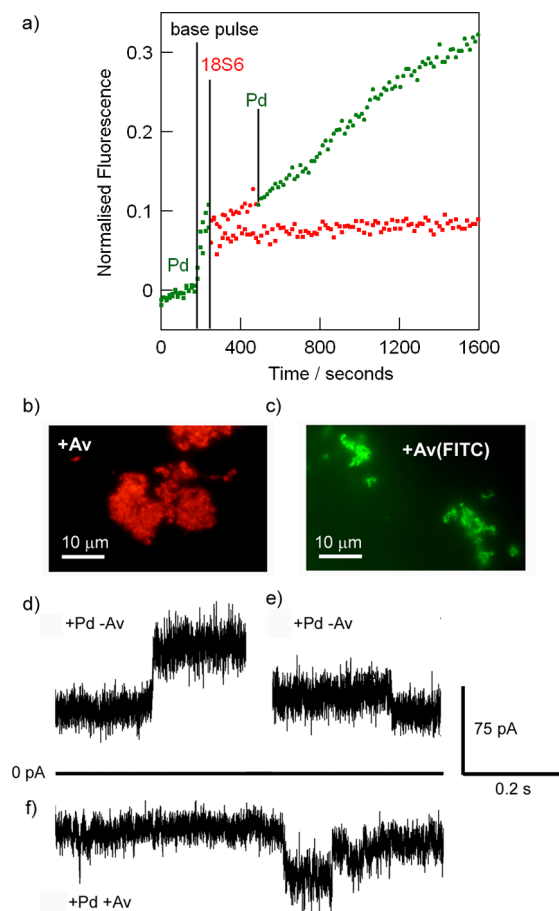 a)
base pulse
18S6
Pd
Pd
Normalised Fluorescence
0.3
0.2
0.1
0
0 400 800 1200 1600
Time / seconds
b)
+Av
10 μm
c)
+Av(FITC)
10 μm
d)
+Pd -Av
e)
+Pd -Av
75 pA
0.2 s
0 pA
f)
+Pd +Av